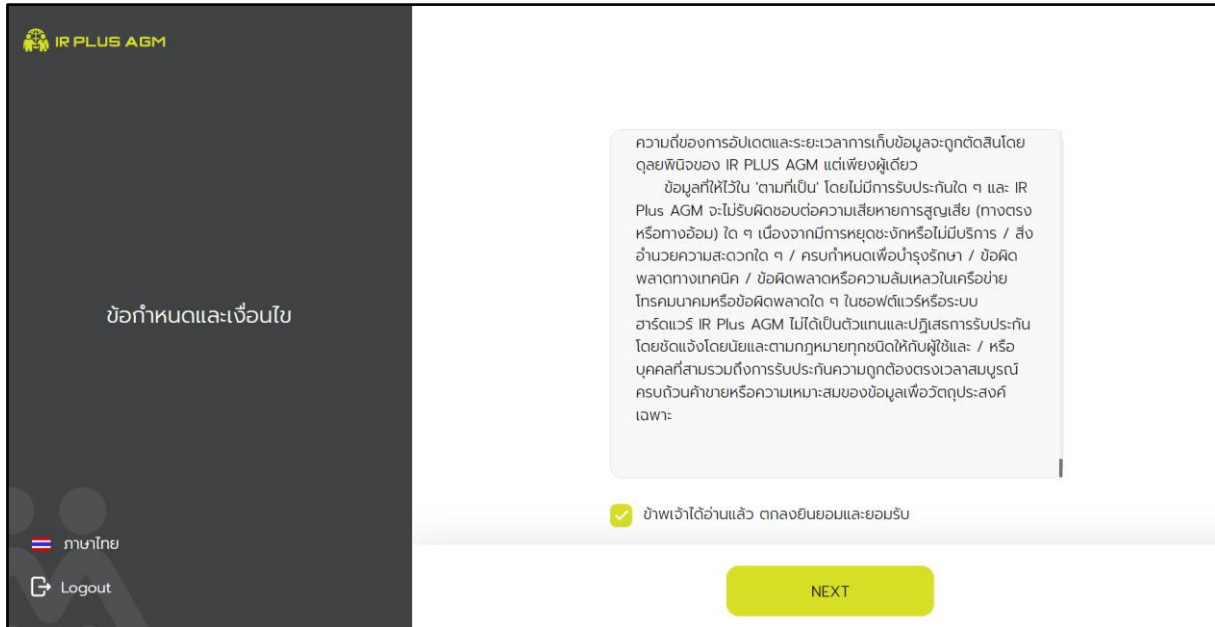 IR PLUS AGM
ข้อกำหนดและเงื่อนไข
ภาษาไทย
Logout
ความถี่ของการอัปเดตและระยะเวลาการเก็บข้อมูลจะถูกตัดสินโดย
ดุลยพินิจของ IR PLUS AGM แต่เพียงผู้เดียว
ข้อมูลที่ให้ไว้ใน 'ตามที่เป็น' โดยไม่มีการรับประกันใด ๆ และ IR
Plus AGM จะไม่รับผิดชอบต่อความเสียหายการสูญเสีย (ทางตรง
หรือทางอ้อม) ใด ๆ เนื่องจากมีการหยุดชะงักหรือไม่มีบริการ / สิ่ง
อำนวยความสะดวกใด ๆ / ครบกำหนดเพื่อบำรุงรักษา / ข้อผิด
พลาดทางเทคนิค / ข้อผิดพลาดหรือความล้มเหลวในเครือข่าย
โทรคมนาคมหรือข้อผิดพลาดใด ๆ ในซอฟต์แวร์หรือระบบ
ฮาร์ดแวร์ IR Plus AGM ไม่ได้เป็นตัวแทนและปฏิเสธการรับประกัน
โดยชัดแจ้งโดยนัยและตามกฎหมายทุกชนิดให้กับผู้ใช้และ / หรือ
บุคคลที่สามรวมถึงการรับประกันความถูกต้องตรงเวลาสมบูรณ์
ครบถ้วนค้าขายหรือความเหมาะสมของข้อมูลเพื่อวัตถุประสงค์
เฉพาะ
ข้าพเจ้าได้อ่านแล้ว ตกลงยินยอมและยอมรับ
NEXT